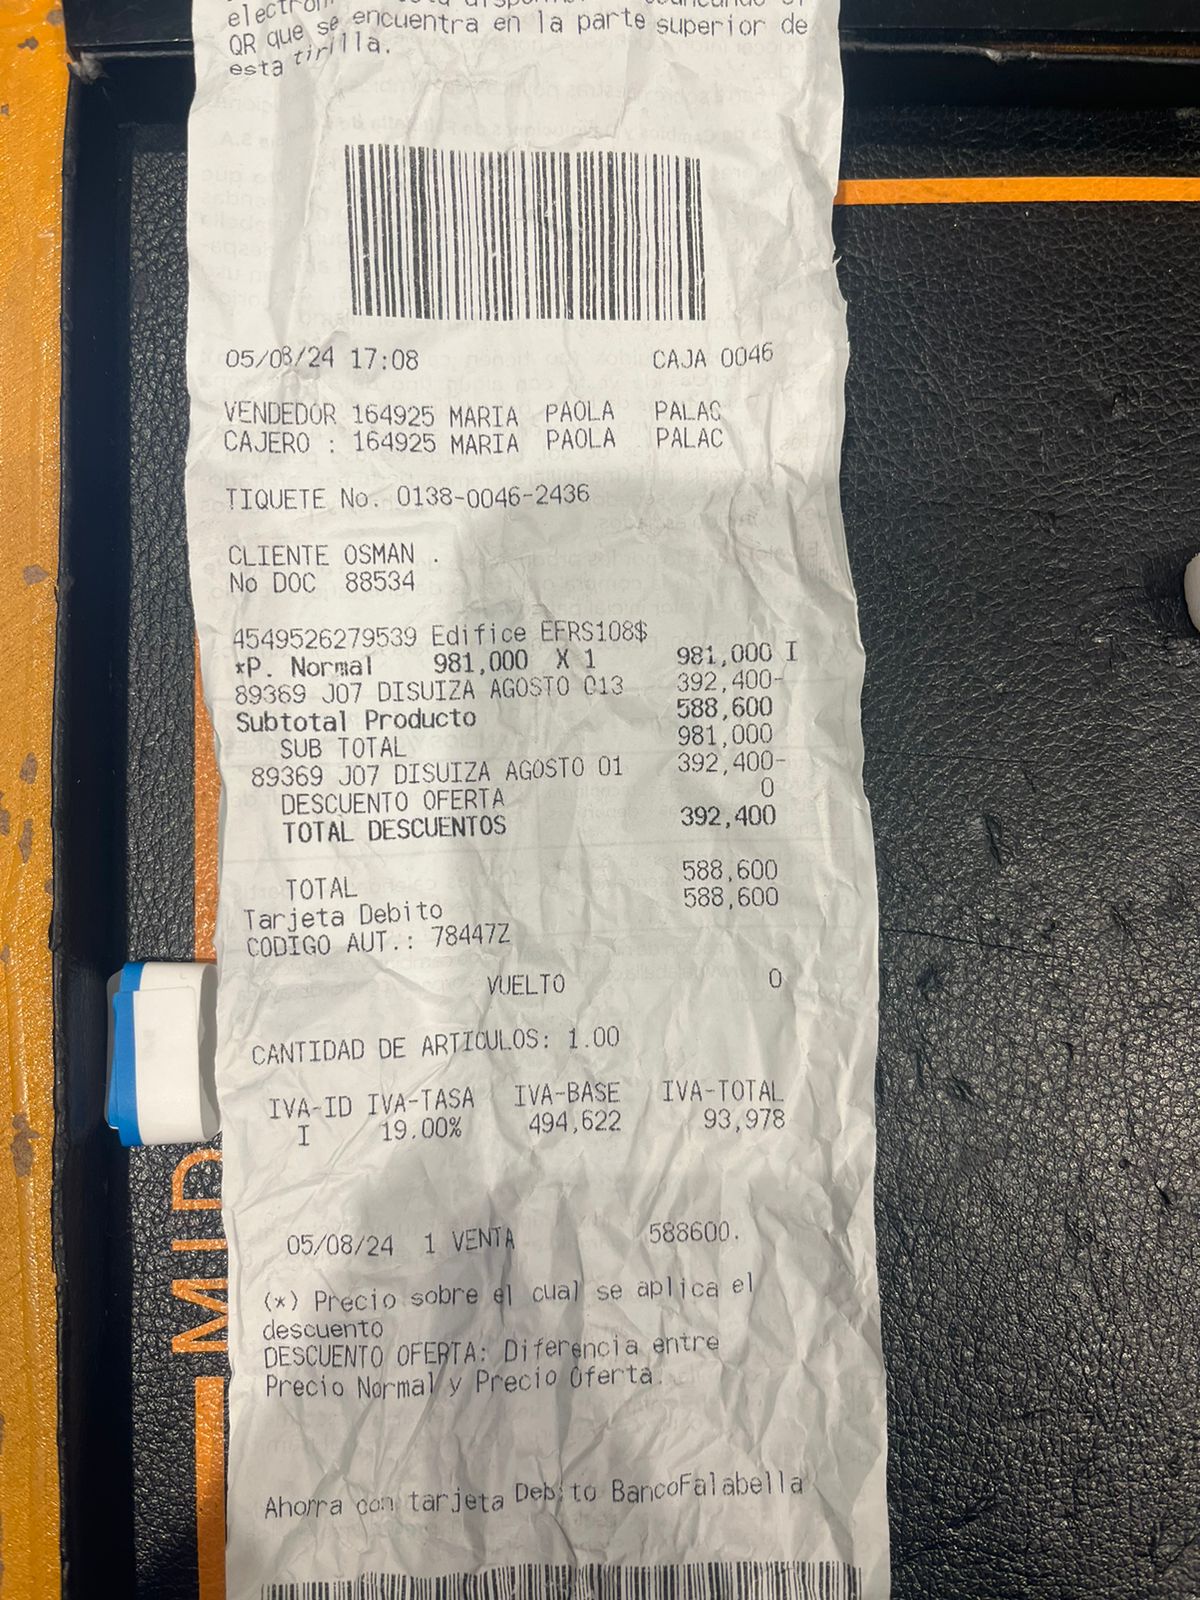 QR que se encuentra en la parte superior de
esta tirilla.
05/08/24 17:08 CAJA 0046
VENDEDOR 164925 MARIA PAOLA PALAC
CAJERO : 164925 MARIA PAOLA PALAC
TIQUETE No. 0138-0046-2436
CLIENTE OSMAN .
No DOC 88534
4549526279539 Edifice EFRS108$
*P. Normal 981,000 X 1 981,000 I
89369 J07 DISUIZA AGOSTO 013 392,400-
Subtotal Producto 588,600
SUB TOTAL 981,000
89369 J07 DISUIZA AGOSTO 01 392,400-
DESCUENTO OFERTA 0
TOTAL DESCUENTOS 392,400
TOTAL 588,600
Tarjeta Debito 588,600
CODIGO AUT.: 78447Z
VUELTO 0
CANTIDAD DE ARTICULOS: 1.00
IVA-ID IVA-TASA IVA-BASE IVA-TOTAL
I 19.00% 494,622 93,978
05/08/24 1 VENTA 588600.
(*) Precio sobre el cual se aplica el
descuento
DESCUENTO OFERTA: Diferencia entre
Precio Normal y Precio Oferta.
Ahorra con tarjeta Debito BancoFalabella
MID